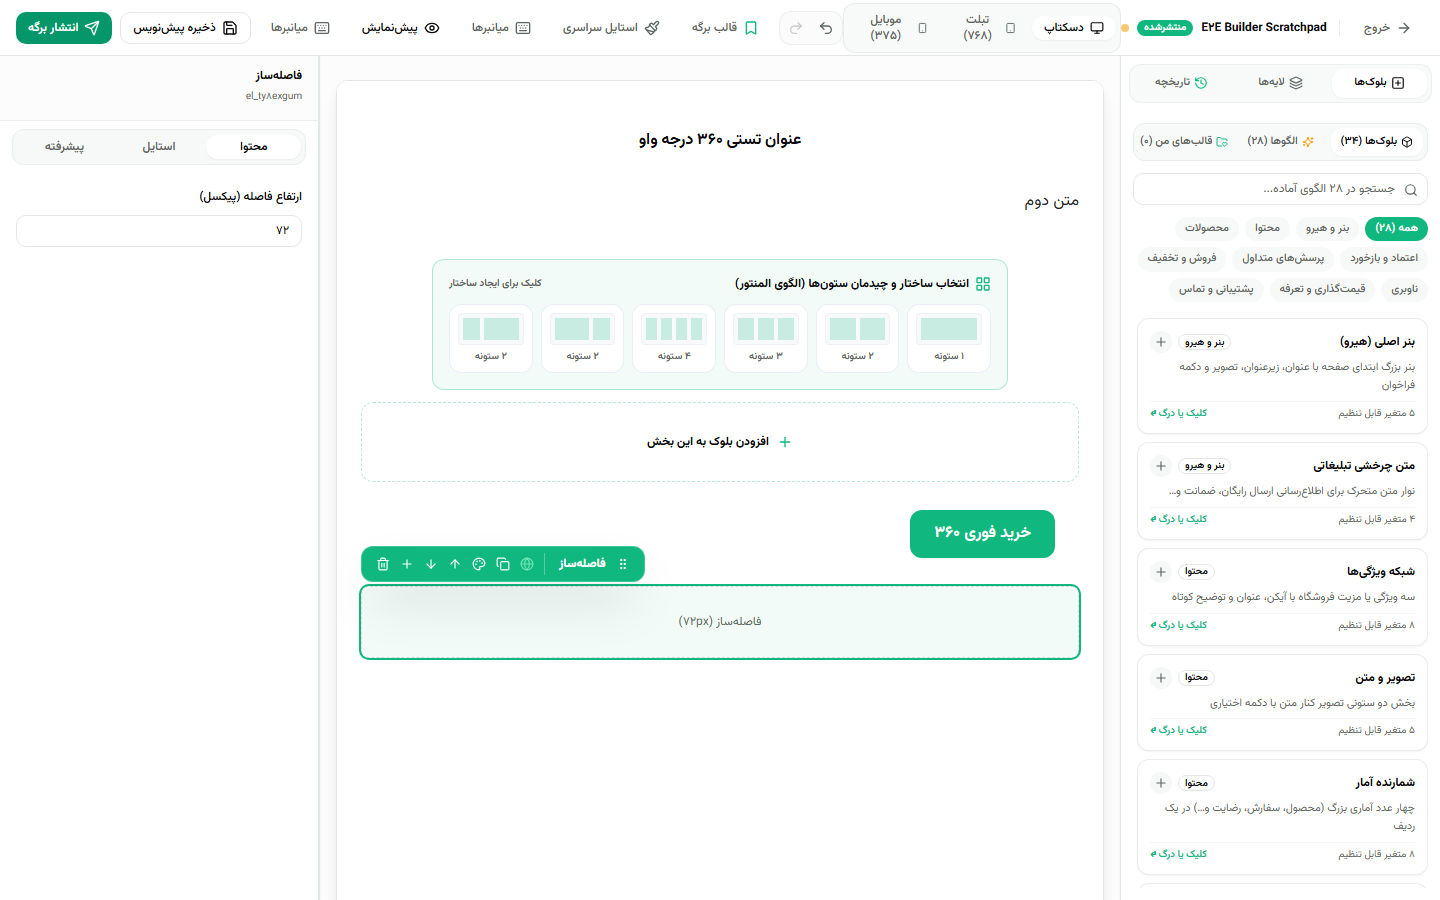 خروج
E2E Builder Scratchpad
منتشرشده
دسکتاپ
تبلت (۷۶۸)
موبایل (۳۷۵)
قالب برگه
استایل سراسری
میانبرها
پیش‌نمایش
میانبرها
ذخیره پیش‌نویس
انتشار برگه
بلوک‌ها
لایه‌ها
تاریخچه
بلوک‌ها (۳۴)
الگوها (۲۸)
قالب‌های من (۰)
جستجو در ۲۸ الگوی آماده...
همه (۲۸)
بنر و هیرو
محتوا
محصولات
اعتماد و بازخورد
پرسش‌های متداول
فروش و تخفیف
ناوبری
قیمت‌گذاری و تعرفه
پشتیبانی و تماس
بنر اصلی (هیرو)
بنر و هیرو
بنر بزرگ ابتدای صفحه با عنوان، زیرعنوان، تصویر و دکمه
فراخوان
۵ متغیر قابل تنظیم
کلیک یا درگ
متن چرخشی تبلیغاتی
بنر و هیرو
نوار متن متحرک برای اطلاع‌رسانی ارسال رایگان، ضمانت و...
۴ متغیر قابل تنظیم
کلیک یا درگ
شبکه ویژگی‌ها
محتوا
سه ویژگی یا مزیت فروشگاه با آیکن، عنوان و توضیح کوتاه
۸ متغیر قابل تنظیم
کلیک یا درگ
تصویر و متن
محتوا
بخش دو ستونی تصویر کنار متن با دکمه اختیاری
۵ متغیر قابل تنظیم
کلیک یا درگ
شمارنده آمار
محتوا
چهار عدد آماری بزرگ (محصول، سفارش، رضایت و...) در یک
ردیف
۸ متغیر قابل تنظیم
کلیک یا درگ
عنوان تستی ۳۶۰ درجه واو
متن دوم
انتخاب ساختار و چیدمان ستون‌ها (الگوی المنتور)
کلیک برای ایجاد ساختار
۱ ستونه
۲ ستونه
۳ ستونه
۴ ستونه
۲ ستونه
۲ ستونه
افزودن بلوک به این بخش
خرید فوری ۳۶۰
فاصله‌ساز
فاصله‌ساز (۷۲px)
فاصله‌ساز
el_ty۸exgum
محتوا
استایل
پیشرفته
ارتفاع فاصله (پیکسل)
۷۲